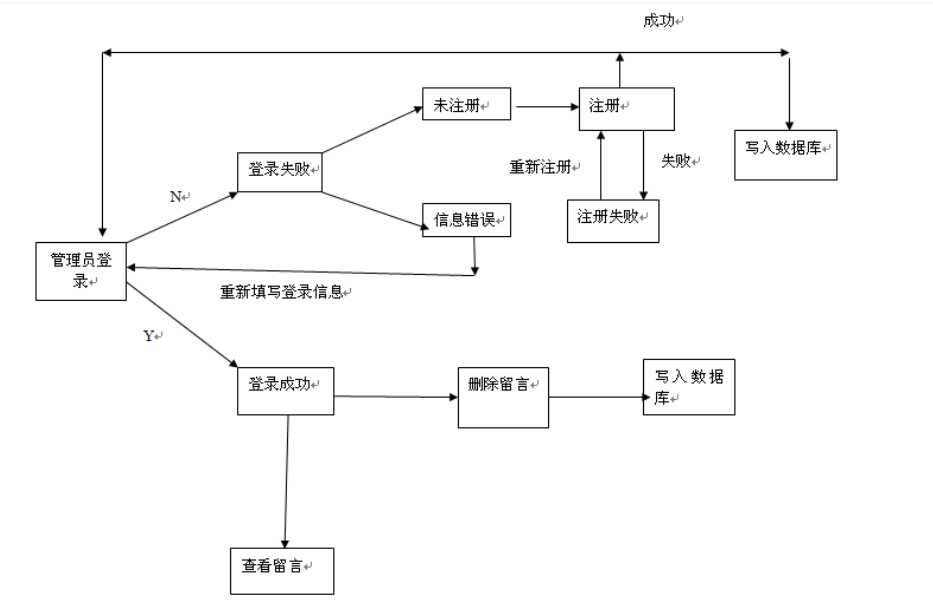 成功
未注册
注册
写入数据库
登录失败
重新注册
失败
N
信息错误
注册失败
管理员登
录
重新填写登录信息
Y
登录成功
删除留言
写入数据
库
查看留言